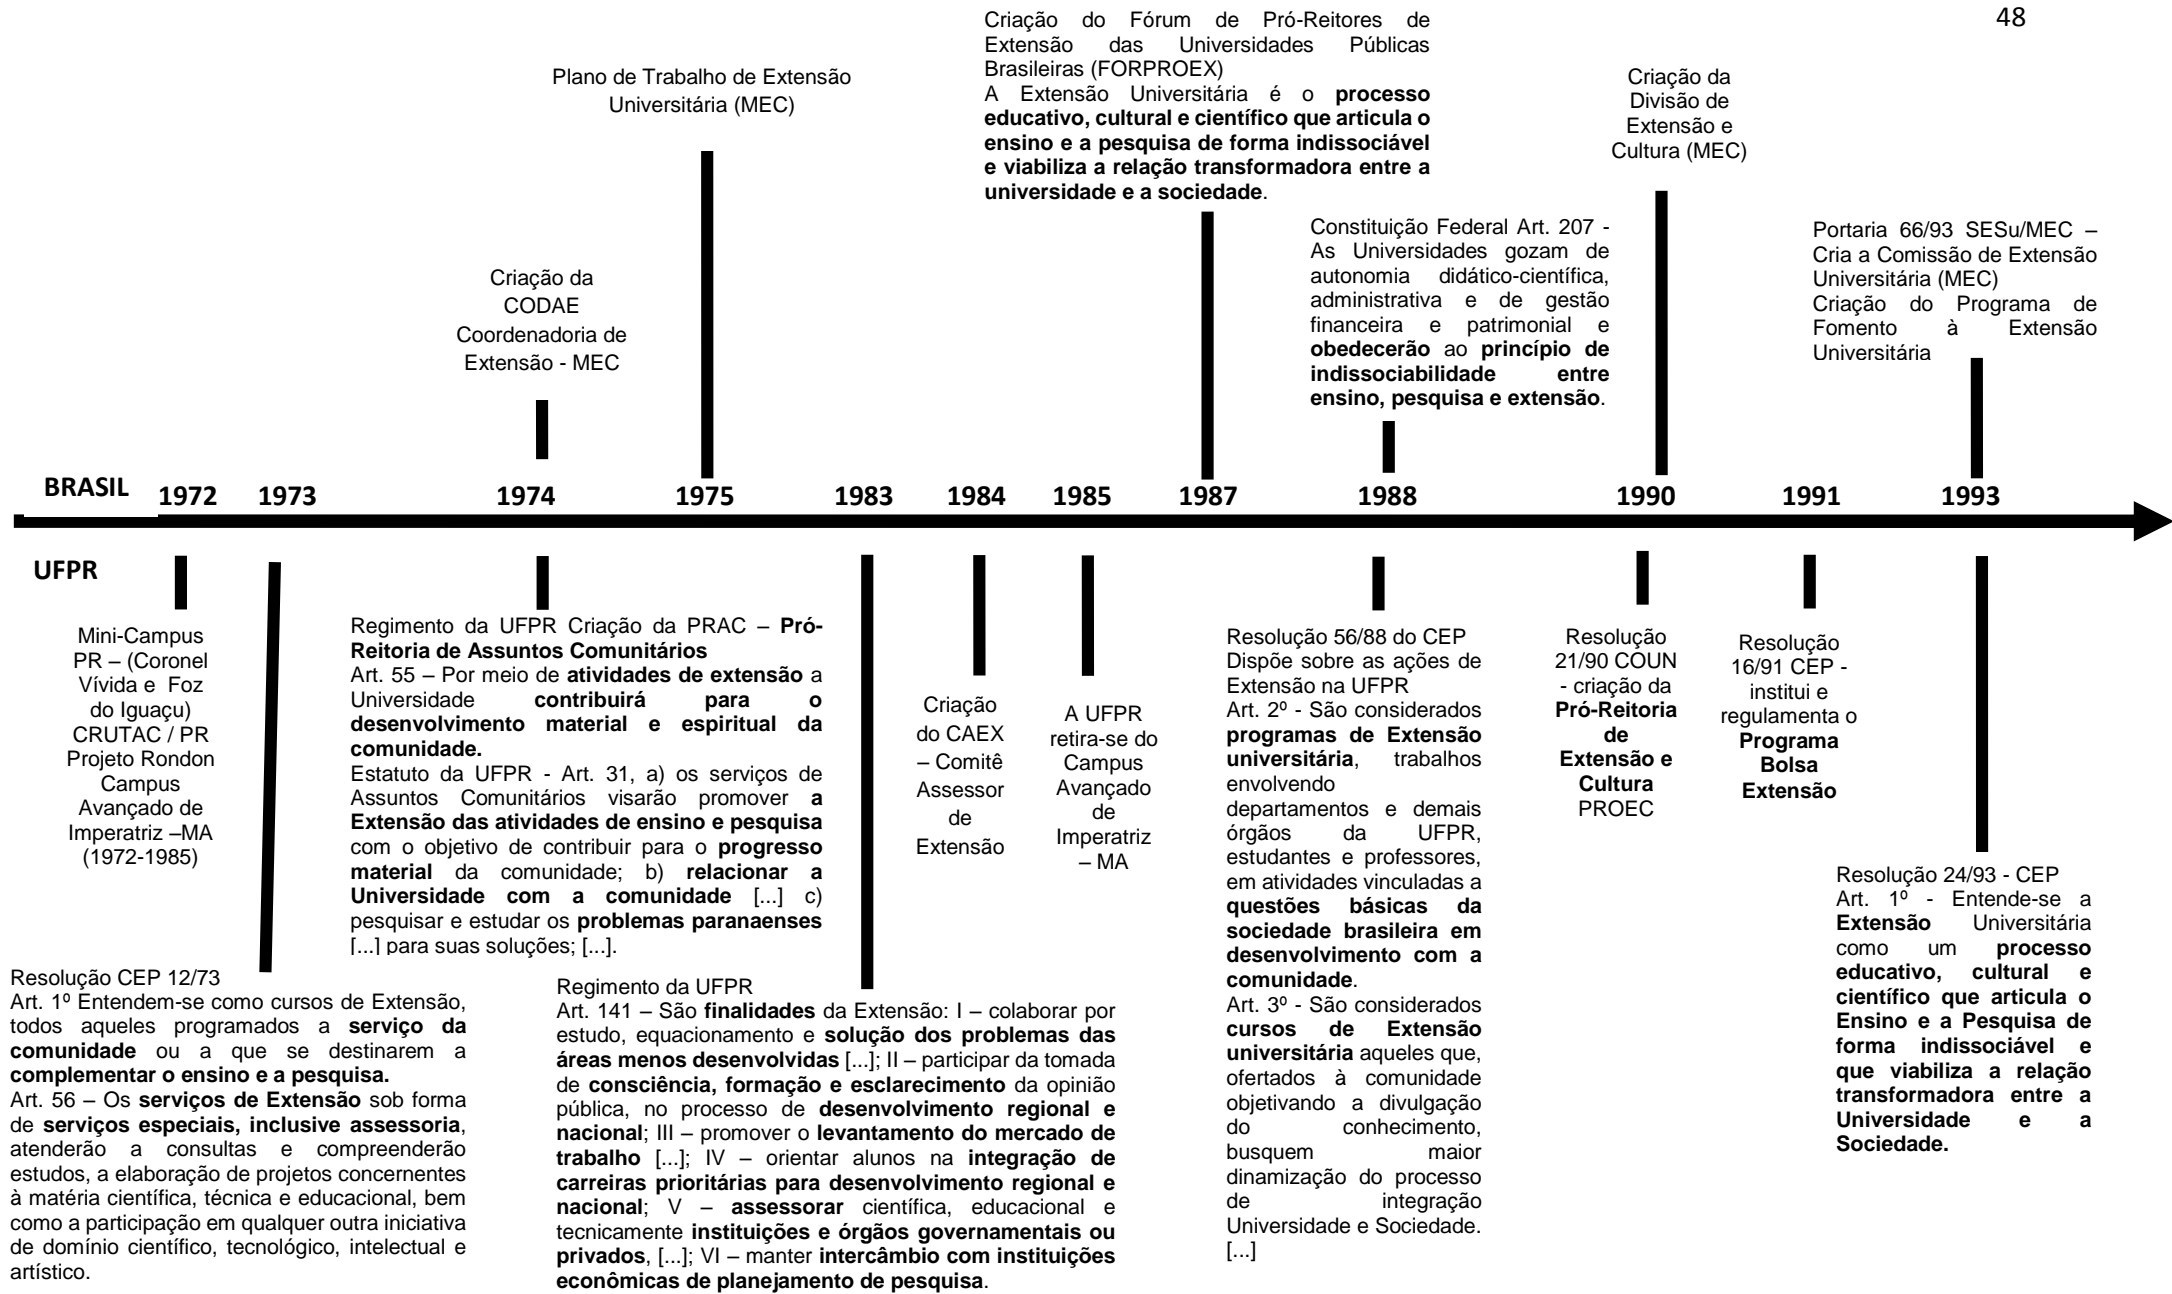 48
Criação do Fórum de Pró-Reitores de
Extensão das Universidades Públicas
Brasileiras (FORPROEX)
A Extensão Universitária é o processo
educativo, cultural e científico que articula o
ensino e a pesquisa de forma indissociável
e viabiliza a relação transformadora entre a
universidade e a sociedade.
Plano de Trabalho de Extensão
Universitária (MEC)
Criação da
Divisão de
Extensão e
Cultura (MEC)
Criação da
CODAE
Coordenadoria de
Extensão - MEC
Constituição Federal Art. 207 -
As Universidades gozam de
autonomia didático-científica,
administrativa e de gestão
financeira e patrimonial e
obedecerão ao princípio de
indissociabilidade entre
ensino, pesquisa e extensão.
Portaria 66/93 SESu/MEC –
Cria a Comissão de Extensão
Universitária (MEC)
Criação do Programa de
Fomento à Extensão
Universitária
BRASIL 1972 1973 1974 1975 1983 1984 1985 1987 1988 1990 1991 1993
UFPR
Mini-Campus
PR – (Coronel
Vívida e Foz
do Iguaçu)
CRUTAC / PR
Projeto Rondon
Campus
Avançado de
Imperatriz –MA
(1972-1985)
Resolução CEP 12/73
Art. 1º Entendem-se como cursos de Extensão,
todos aqueles programados a serviço da
comunidade ou a que se destinarem a
complementar o ensino e a pesquisa.
Art. 56 – Os serviços de Extensão sob forma
de serviços especiais, inclusive assessoria,
atenderão a consultas e compreenderão
estudos, a elaboração de projetos concernentes
à matéria científica, técnica e educacional, bem
como a participação em qualquer outra iniciativa
de domínio científico, tecnológico, intelectual e
artístico.
Regimento da UFPR Criação da PRAC – Pró-
Reitoria de Assuntos Comunitários
Art. 55 – Por meio de atividades de extensão a
Universidade contribuirá para o
desenvolvimento material e espiritual da
comunidade.
Estatuto da UFPR - Art. 31, a) os serviços de
Assuntos Comunitários visarão promover a
Extensão das atividades de ensino e pesquisa
com o objetivo de contribuir para o progresso
material da comunidade; b) relacionar a
Universidade com a comunidade [...] c)
pesquisar e estudar os problemas paranaenses
[...] para suas soluções; [...].
Regimento da UFPR
Art. 141 – São finalidades da Extensão: I – colaborar por
estudo, equacionamento e solução dos problemas das
áreas menos desenvolvidas [...]; II – participar da tomada
de consciência, formação e esclarecimento da opinião
pública, no processo de desenvolvimento regional e
nacional; III – promover o levantamento do mercado de
trabalho [...]; IV – orientar alunos na integração de
carreiras prioritárias para desenvolvimento regional e
nacional; V – assessorar científica, educacional e
tecnicamente instituições e órgãos governamentais ou
privados, [...]; VI – manter intercâmbio com instituições
econômicas de planejamento de pesquisa.
Criação
do CAEX
– Comitê
Assessor
de
Extensão
A UFPR
retira-se do
Campus
Avançado
de
Imperatriz
– MA
Resolução 56/88 do CEP
Dispõe sobre as ações de
Extensão na UFPR
Art. 2º - São considerados
programas de Extensão
universitária, trabalhos
envolvendo
departamentos e demais
órgãos da UFPR,
estudantes e professores,
em atividades vinculadas a
questões básicas da
sociedade brasileira em
desenvolvimento com a
comunidade.
Art. 3º - São considerados
cursos de Extensão
universitária aqueles que,
ofertados à comunidade
objetivando a divulgação
do conhecimento,
busquem maior
dinamização do processo
de integração
Universidade e Sociedade.
[...]
Resolução
21/90 COUN
- criação da
Pró-Reitoria
de
Extensão e
Cultura
PROEC
Resolução
16/91 CEP -
institui e
regulamenta o
Programa
Bolsa
Extensão
Resolução 24/93 - CEP
Art. 1º - Entende-se a
Extensão Universitária
como um processo
educativo, cultural e
científico que articula o
Ensino e a Pesquisa de
forma indissociável e
que viabiliza a relação
transformadora entre a
Universidade e a
Sociedade.